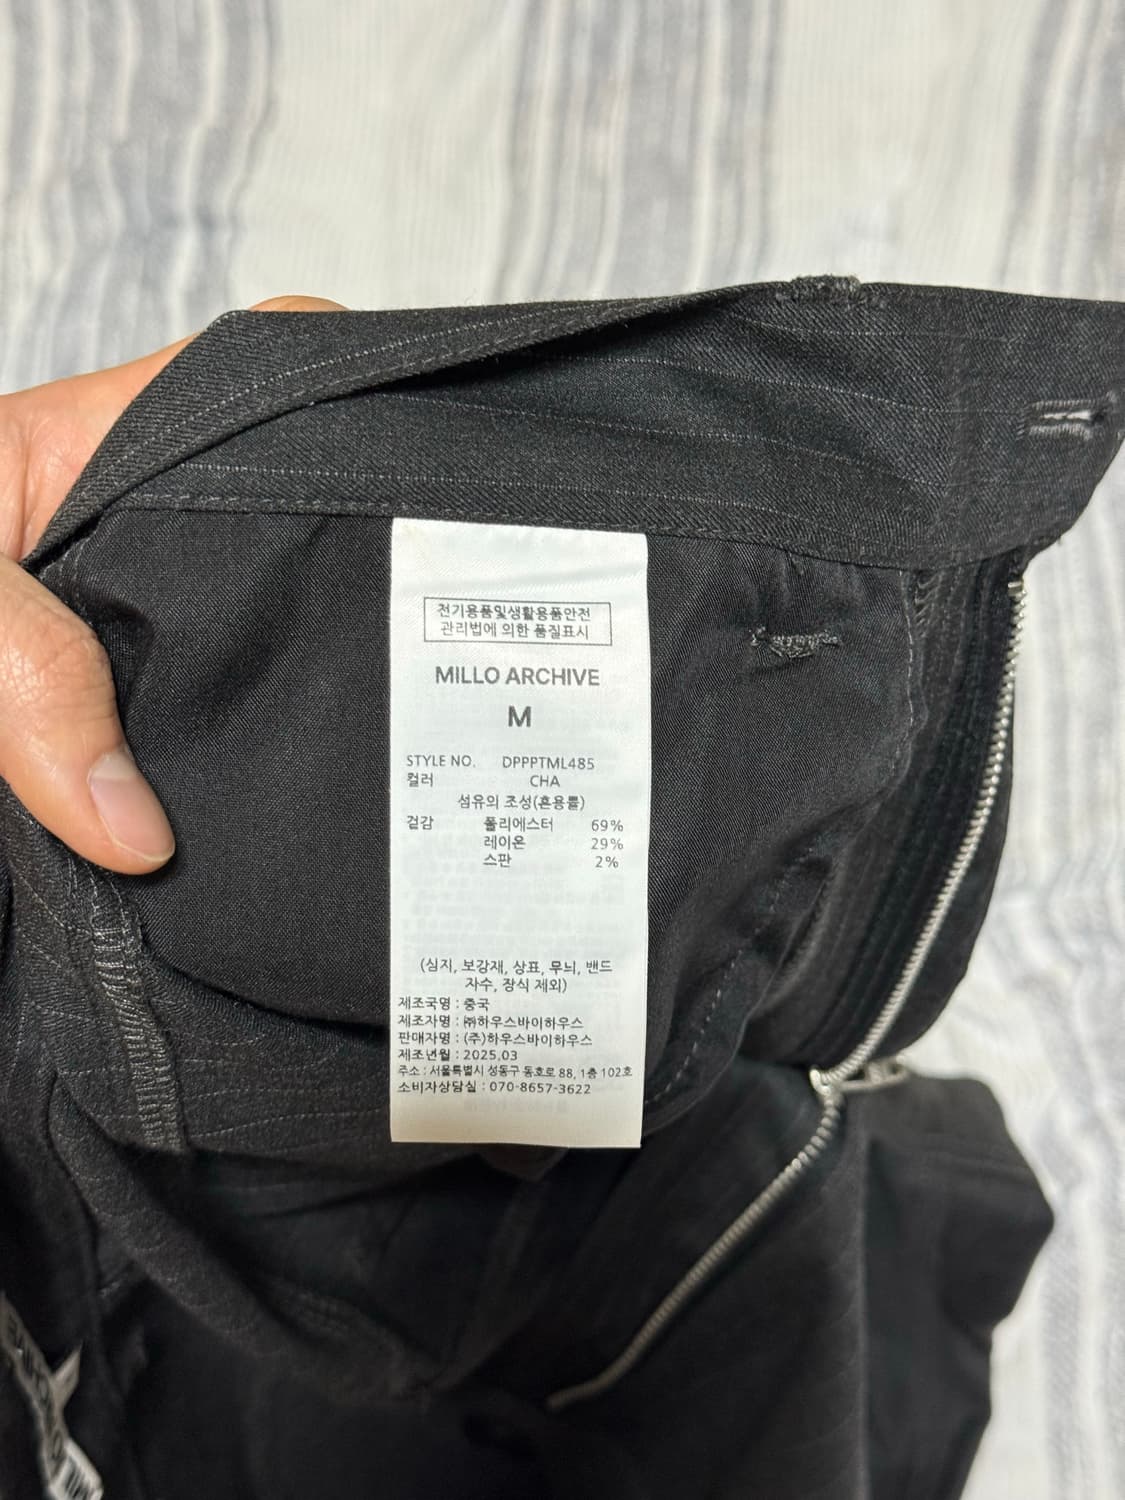 전기용품및생활용품안전
관리법에 의한 품질표시
MILLO ARCHIVE
M
STYLE NO. DPPPTML485
컬러 CHA
섬유의 조성(혼용률)
겉감 폴리에스터 69%
레이온 29%
스판 2%
(심지, 보강재, 상표, 무늬, 밴드
자수, 장식 제외)
제조국명 : 중국
제조자명 : ㈜하우스바이하우스
판매자명 : (주)하우스바이하우스
제조년월 : 2025.03
주소 : 서울특별시 성동구 동호로 88, 1층 102호
소비자상담실 : 070-8657-3622